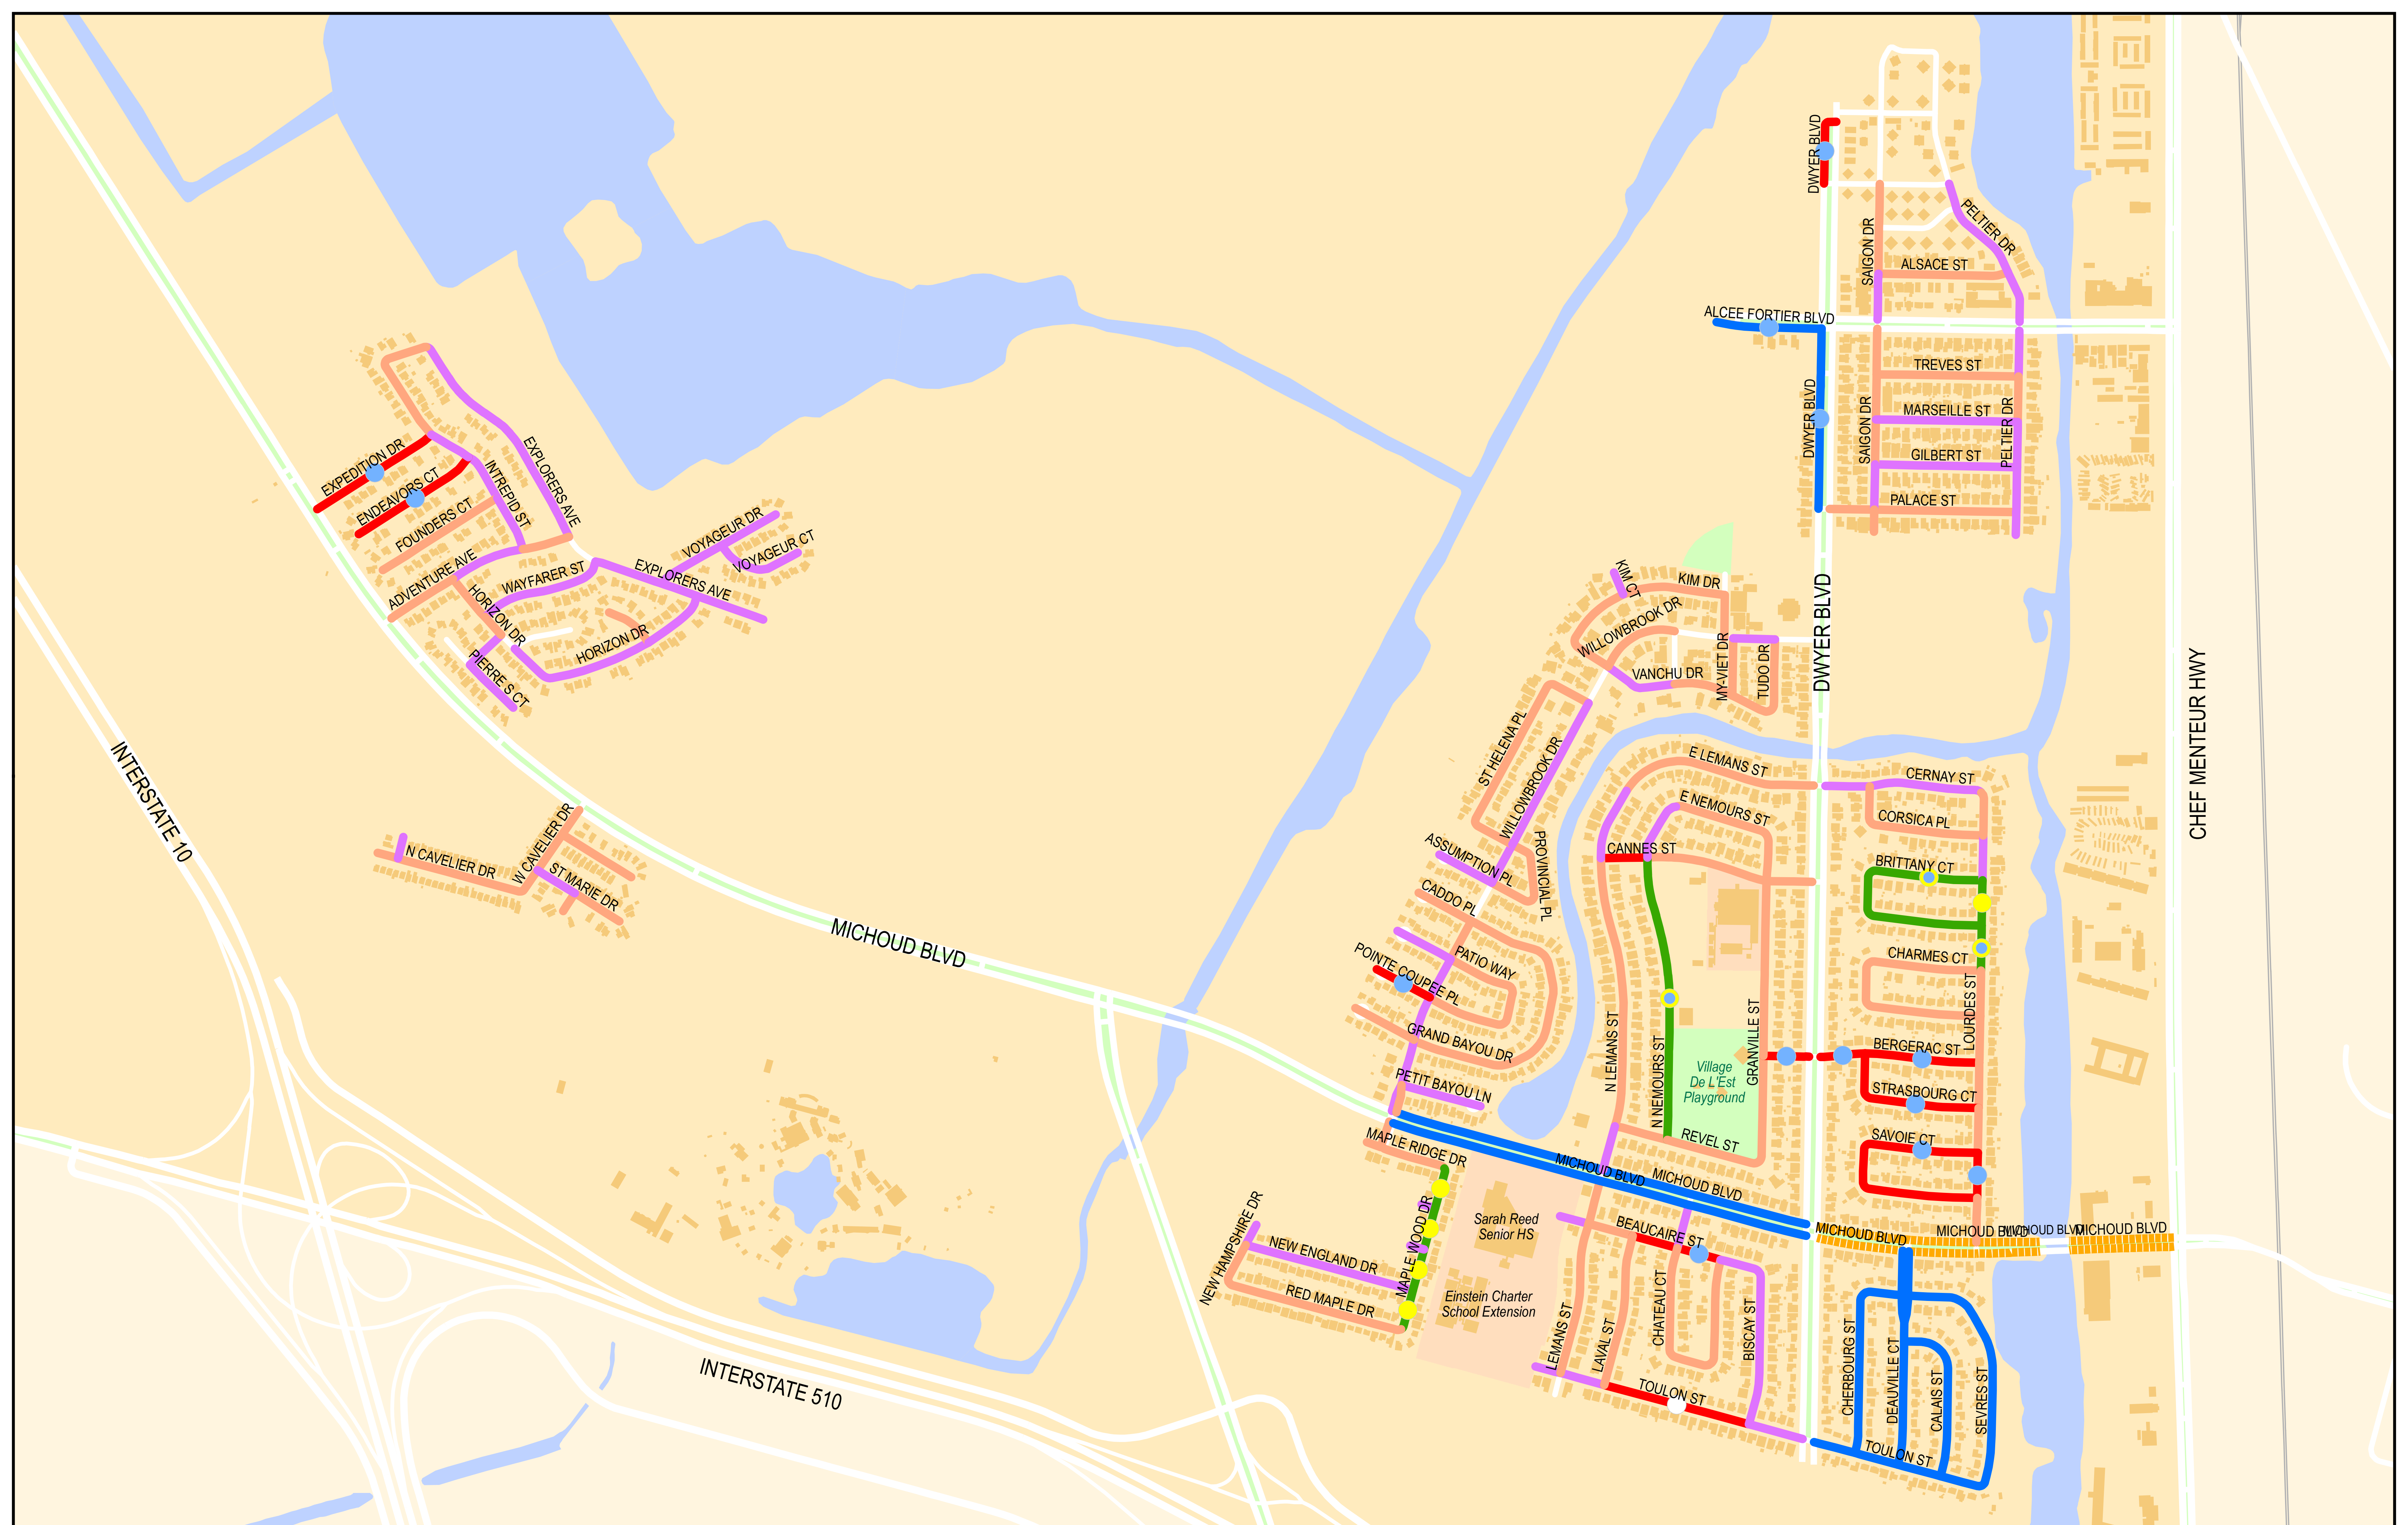 DWYER BLVD
PELTIER DR
SAIGON DR
ALSACE ST
ALCEE FORTIER BLVD
TREVES ST
DWYER BLVD
SAIGON DR
MARSEILLE ST
PELTIER DR
GILBERT ST
PALACE ST
EXPEDITION DR
ENDEAVORS CT
FOUNDERS CT
INTREPID ST
EXPLORERS AVE
ADVENTURE AVE
WAYFARER ST
EXPLORERS AVE
VOYAGEUR DR
VOYAGEUR CT
HORIZON DR
HORIZON DR
PIERRE S CT
KIM CT
KIM DR
WILLOWBROOK DR
VANCHU DR
MY-VIET DR
TUDO DR
DWYER BLVD
CHEF MENTEUR HWY
INTERSTATE 10
ST HELENA PL
WILLOWBROOK DR
E LEMANS ST
CERNAY ST
E NEMOURS ST
CORSICA PL
N CAVELIER DR
W CAVELIER DR
ST MARIE DR
ASSUMPTION PL
PROVINCIAL PL
CANNES ST
BRITTANY CT
CADDO PL
MICHOUD BLVD
PATIO WAY
POINTE COUPEE PL
CHARMES CT
LOURDES ST
GRAND BAYOU DR
N LEMANS ST
N NEMOURS ST
GRANVILLE ST
BERGERAC ST
Village
De L'Est
Playground
PETIT BAYOU LN
STRASBOURG CT
REVEL ST
SAVOIE CT
MAPLE RIDGE DR
MICHOUD BLVD
MICHOUD BLVD
NEW HAMPSHIRE DR
NEW ENGLAND DR
RED MAPLE DR
MAPLE WOOD DR
Sarah Reed
Senior HS
Einstein Charter
School Extension
BEAUCAIRE ST
MICHOUD BLVD
MICHOUD BLVD
MICHOUD BLVD
MICHOUD BLVD
LEMANS ST
LAVAL ST
CHATEAU CT
BISCAY ST
TOULON ST
CHERBOURG ST
DEAUVILLE CT
CALAIS ST
SEVRES ST
TOULON ST
INTERSTATE 510